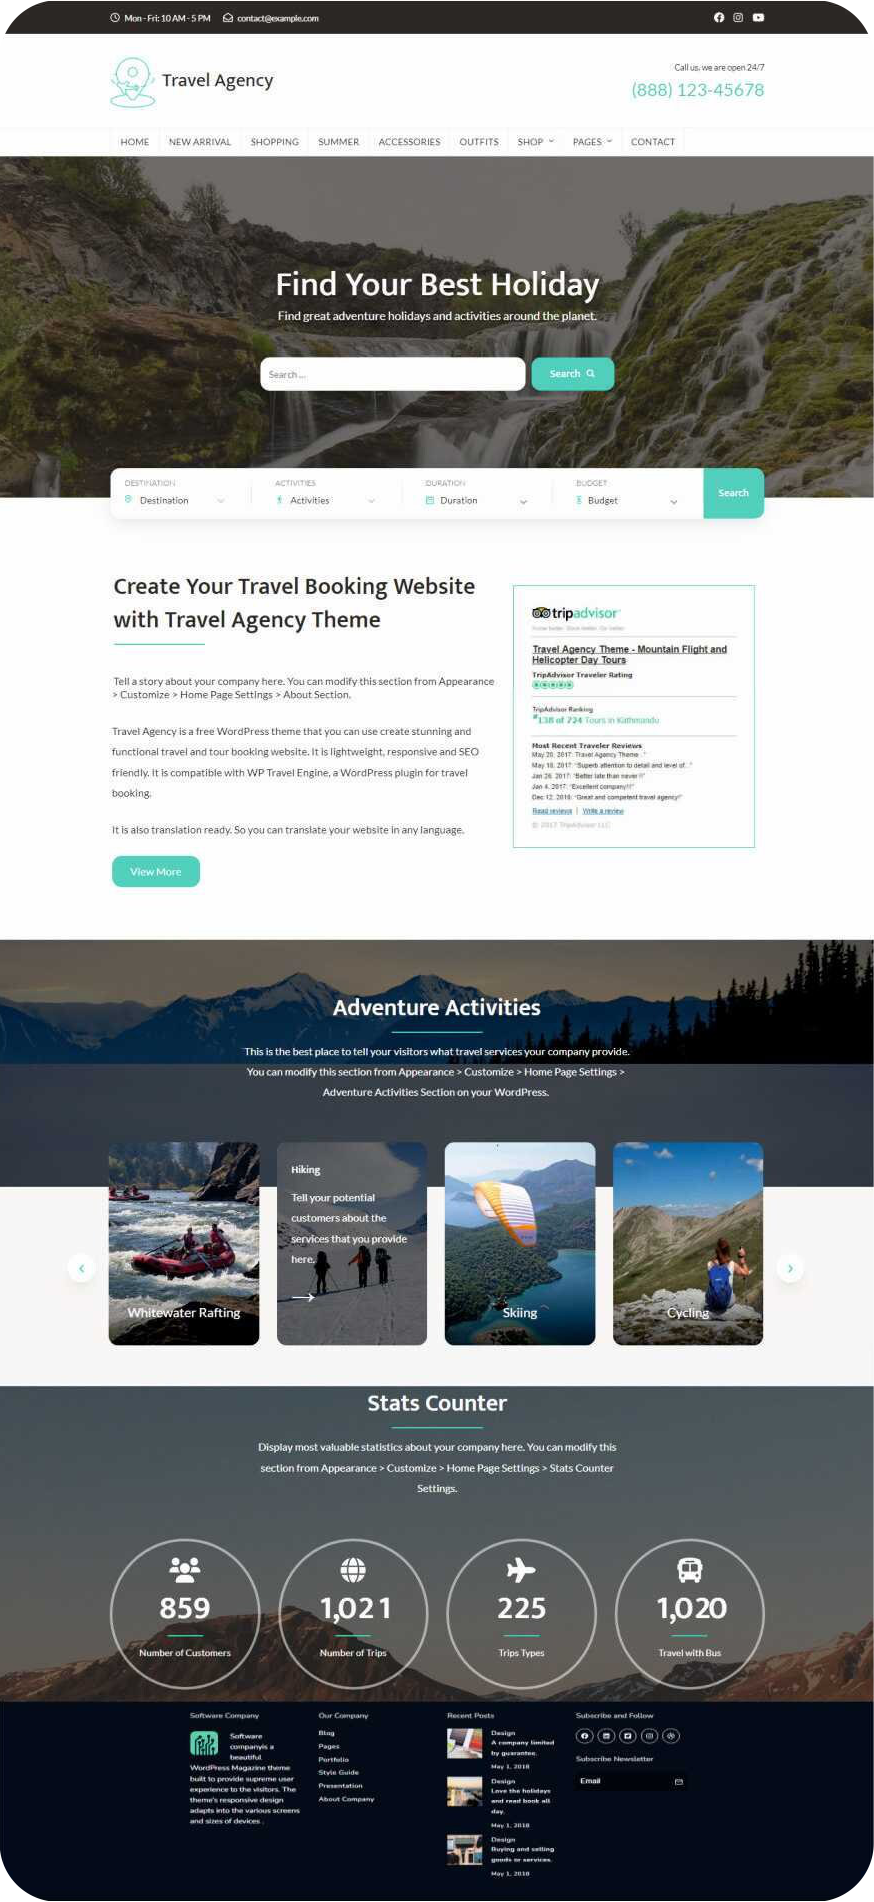 Mon - Fri: 10 AM - 5 PM contact@example.com
Travel Agency
Call us, we are open 24/7
(888) 123-45678
HOME NEW ARRIVAL SHOPPING SUMMER ACCESSORIES OUTFITS SHOP PAGES CONTACT
Find Your Best Holiday
Find great adventure holidays and activities around the planet.
Search ...
Search
DESTINATION ACTIVITIES DURATION BUDGET
Destination Activities Duration Budget
Search
Create Your Travel Booking Website
with Travel Agency Theme
Tell a story about your company here. You can modify this section from Appearance
> Customize > Home Page Settings > About Section.
Travel Agency is a free WordPress theme that you can use create stunning and
functional travel and tour booking website. It is lightweight, responsive and SEO
friendly. It is compatible with WP Travel Engine, a WordPress plugin for travel
booking.
It is also translation ready. So you can translate your website in any language.
View More
tripadvisor
Travel Agency Theme - Mountain Flight and
Helicopter Day Tours
TripAdvisor Traveler Rating
TripAdvisor Ranking
#138 of 724 Tours in Kathmandu
Most Recent Traveler Reviews
May 20, 2017: "Travel Agency Theme . "
May 18, 2017: "Superb attention to detail and level of..."
Jan 26, 2017: "Better late than never !!"
Jan 4, 2017: "Excellent company!!!"
Dec 12, 2016: "Great and competent travel agency"
Read reviews | Write a review
© 2017 TripAdvisor LLC
Adventure Activities
This is the best place to tell your visitors what travel services your company provide.
You can modify this section from Appearance > Customize > Home Page Settings >
Adventure Activities Section on your WordPress.
Whitewater Rafting
Hiking
Tell your potential
customers about the
services that you provide
here.
Skiing
Cycling
Stats Counter
Display most valuable statistics about your company here. You can modify this
section from Appearance > Customize > Home Page Settings > Stats Counter
Settings.
859 1,021 225 1,020
Number of Customers Number of Trips Trips Types Travel with Bus
Software Company
Software
companyis a
beautiful
WordPress Magazine theme
built to provide supreme user
experience to the visitors. The
theme's responsive design
adapts into the various screens
and sizes of devices .
Our Company
Blog
Pages
Portfolio
Style Guide
Presentation
About Company
Recent Posts
Design
A company limited
by guarantee.
May 1, 2018
Design
Love the holidays
and read book all
day.
May 1, 2018
Design
Buying and selling
goods or services.
May 1, 2018
Subscribe and Follow
Subscribe Newsletter
Email